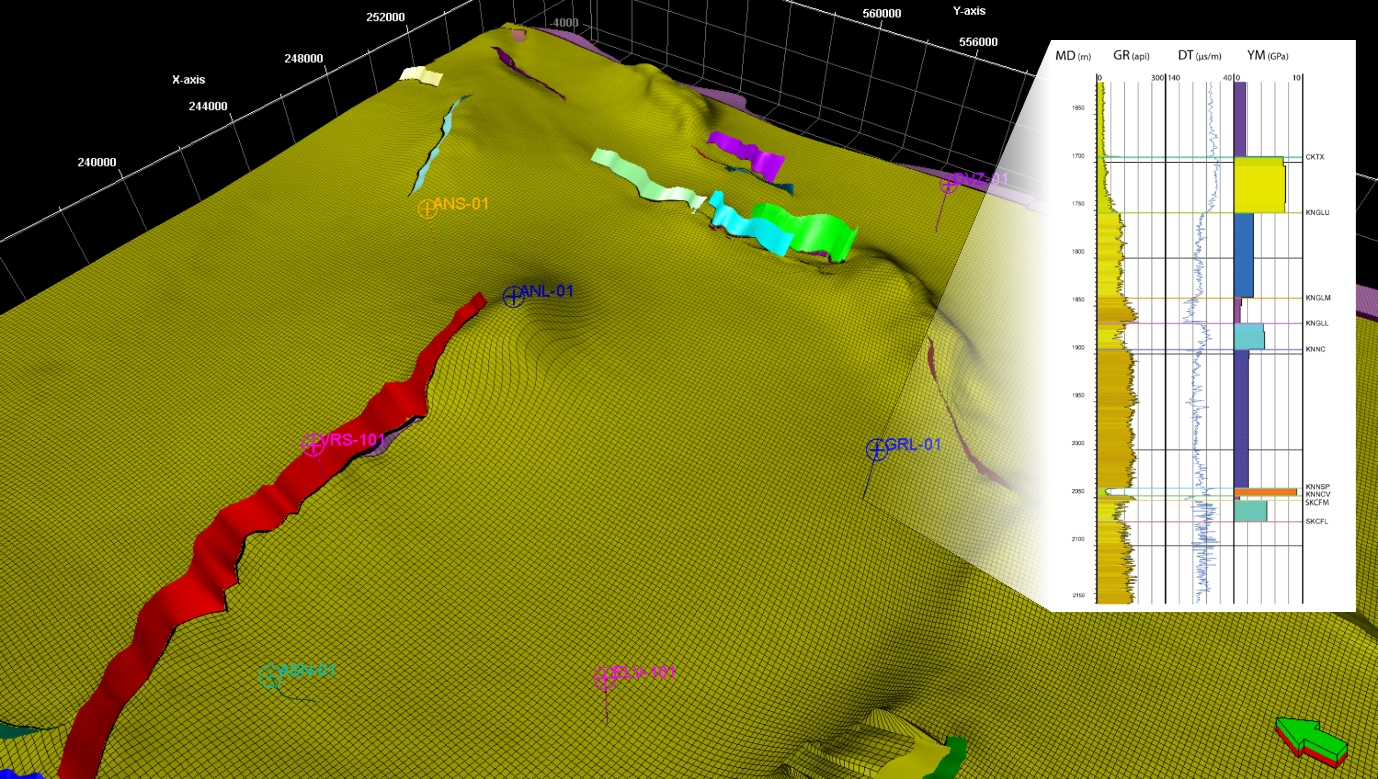 252000
248000
X-axis
244000
240000
-4000
560000
Y-axis
556000
ANS-01
ANL-01
VRS-101
GRL-01
ASN-01
ELV-101
MD (m) GR (api) DT (µs/m) YM (GPa)
0 300 140 40 0 10
1650
1700
1750
1800
1850
1900
1950
2000
2050
2100
2150
CKTX
KNGLU
KNGLM
KNGLL
KNNC
KNNSP
KNNCV
SKCFM
SKCFL